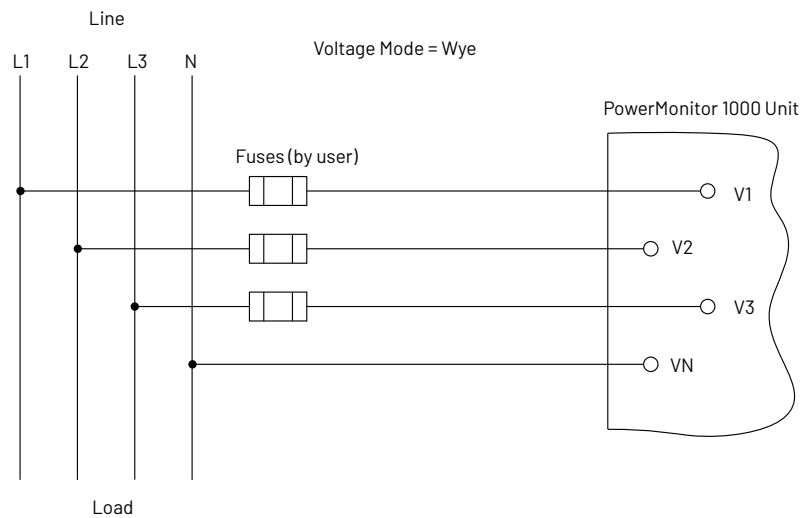 Line
Voltage Mode = Wye
L1 L2 L3 N
PowerMonitor 1000 Unit
Fuses (by user)
V1
V2
V3
VN
Load